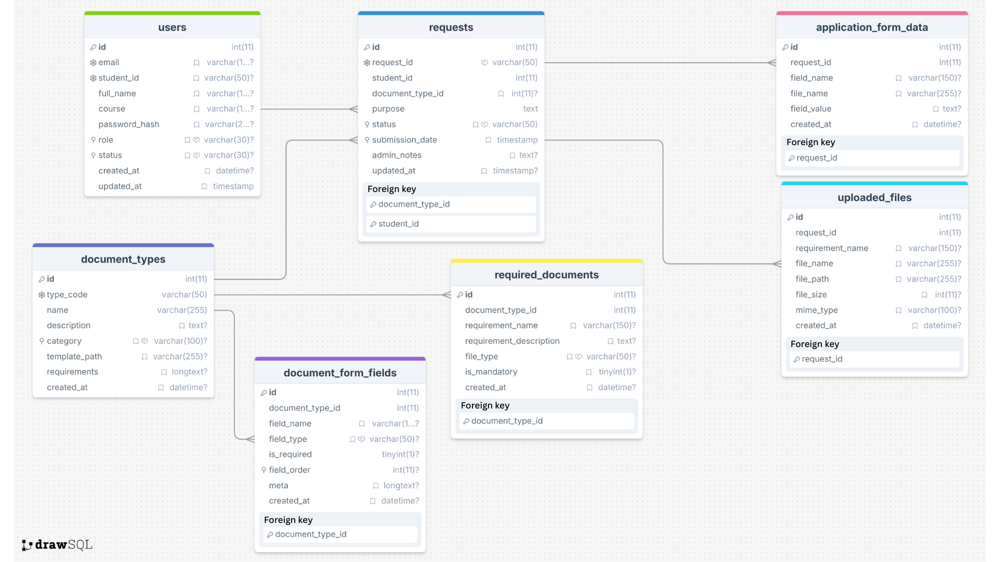 users
id int(11)
email varchar(1...?
student_id varchar(50)?
full_name varchar(1...?
course varchar(1...?
password_hash varchar(2...?
role varchar(30)?
status varchar(30)?
created_at datetime?
updated_at timestamp
requests
id int(11)
request_id varchar(50)
student_id int(11)
document_type_id int(11)?
purpose text
status varchar(50)
submission_date timestamp
admin_notes text?
updated_at timestamp?
Foreign key
document_type_id
student_id
application_form_data
id int(11)
request_id int(11)
field_name varchar(150)?
file_name varchar(255)?
field_value text?
created_at datetime?
Foreign key
request_id
uploaded_files
id int(11)
request_id int(11)
requirement_name varchar(150)?
file_name varchar(255)?
file_path varchar(255)?
file_size int(11)?
mime_type varchar(100)?
created_at datetime?
Foreign key
request_id
document_types
id int(11)
type_code varchar(50)
name varchar(255)
description text?
category varchar(100)?
template_path varchar(255)?
requirements longtext?
created_at datetime?
required_documents
id int(11)
document_type_id int(11)
requirement_name varchar(150)?
requirement_description text?
file_type varchar(50)?
is_mandatory tinyint(1)?
created_at datetime?
Foreign key
document_type_id
document_form_fields
id int(11)
document_type_id int(11)
field_name varchar(1...?
field_type varchar(50)?
is_required tinyint(1)?
field_order int(11)?
meta longtext?
created_at datetime?
Foreign key
document_type_id
drawSQL